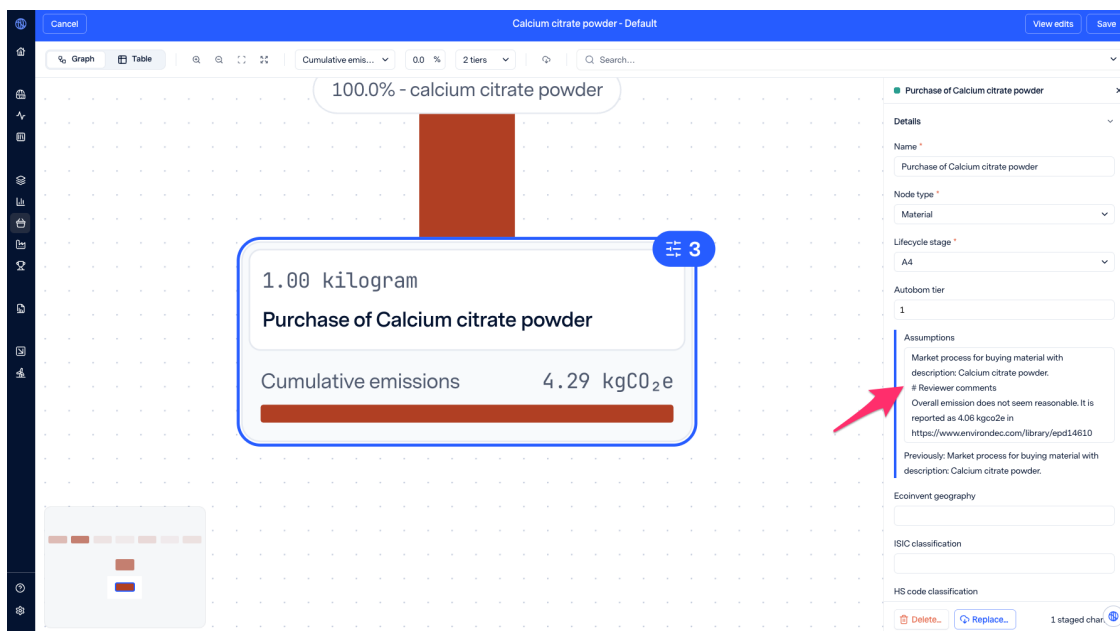 Cancel
Calcium citrate powder - Default
View edits
Save
Graph
Table
Cumulative emis...
0.0 %
2 tiers
Search...
100.0% - calcium citrate powder
3
1.00 kilogram
Purchase of Calcium citrate powder
Cumulative emissions
4.29 kgCO₂e
Purchase of Calcium citrate powder
Details
Name *
Purchase of Calcium citrate powder
Node type *
Material
Lifecycle stage *
A4
Autobom tier
1
Assumptions
Market process for buying material with
description: Calcium citrate powder.
# Reviewer comments
Overall emission does not seem reasonable. It is
reported as 4.06 kgco2e in
https://www.environdec.com/library/epd14610
Previously: Market process for buying material with
description: Calcium citrate powder.
Ecoinvent geography
ISIC classification
HS code classification
Delete...
Replace...
1 staged char